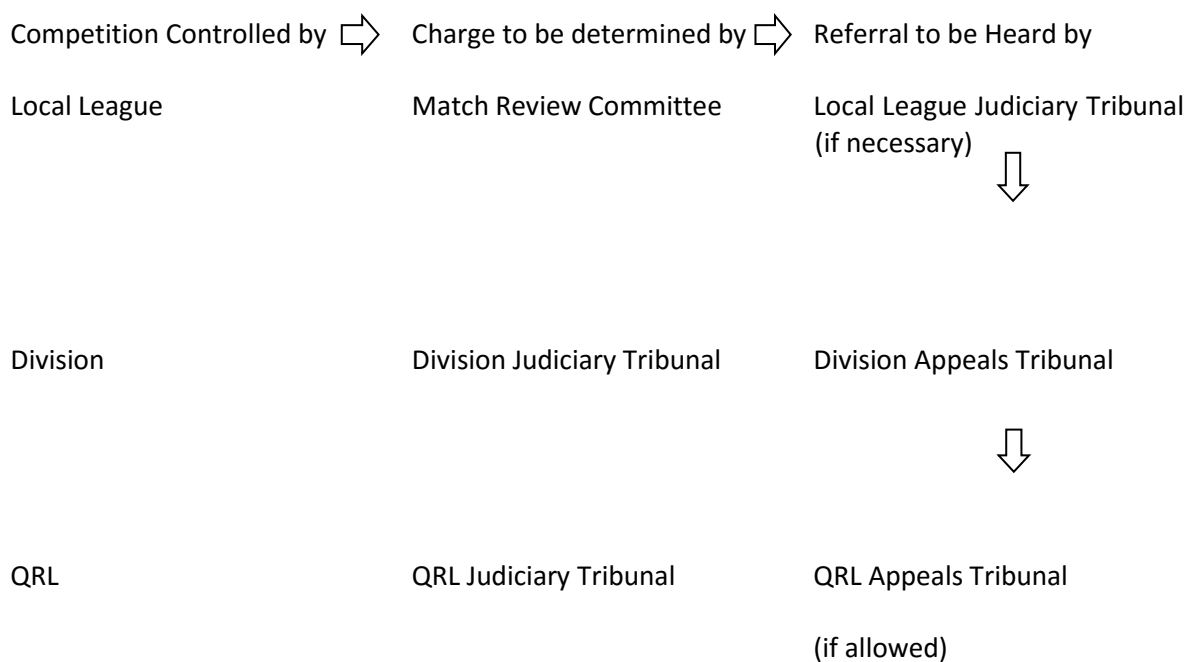 Competition Controlled by Charge to be determined by Referral to be Heard by
Local League Match Review Committee Local League Judiciary Tribunal
(if necessary)
Division Division Judiciary Tribunal Division Appeals Tribunal
QRL QRL Judiciary Tribunal QRL Appeals Tribunal
(if allowed)